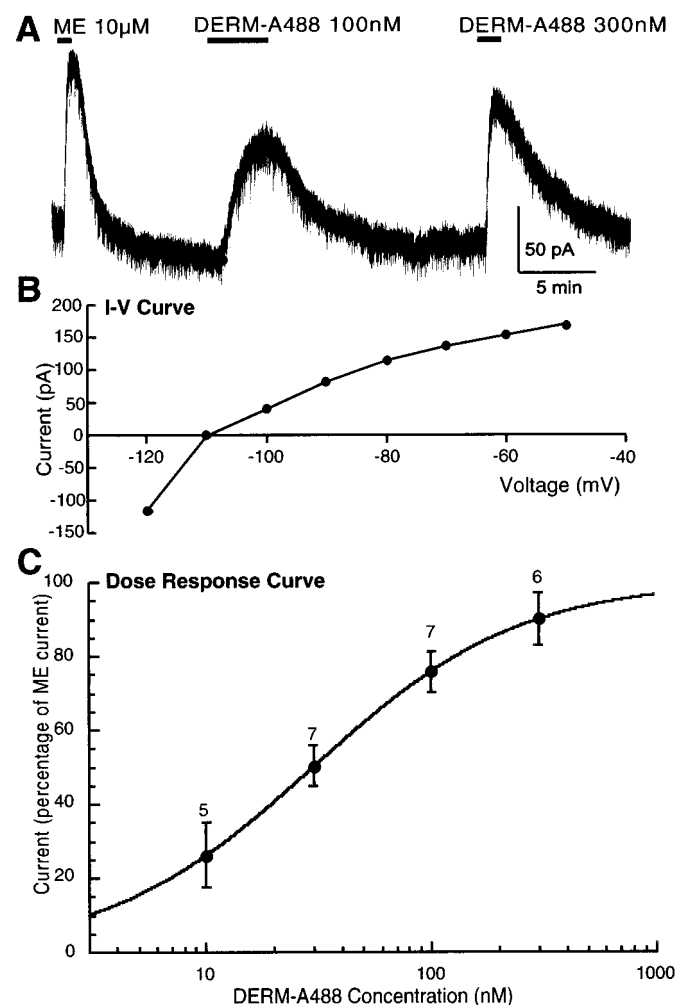 A
ME 10µM
DERM-A488 100nM
DERM-A488 300nM
50 pA
5 min
B
I-V Curve
200
150
100
50
0
-50
-100
-150
Current (pA)
-120
-100
-80
-60
-40
Voltage (mV)
C
Dose Response Curve
100
80
60
40
20
0
Current (percentage of ME current)
5
7
7
6
10
100
1000
DERM-A488 Concentration (nM)